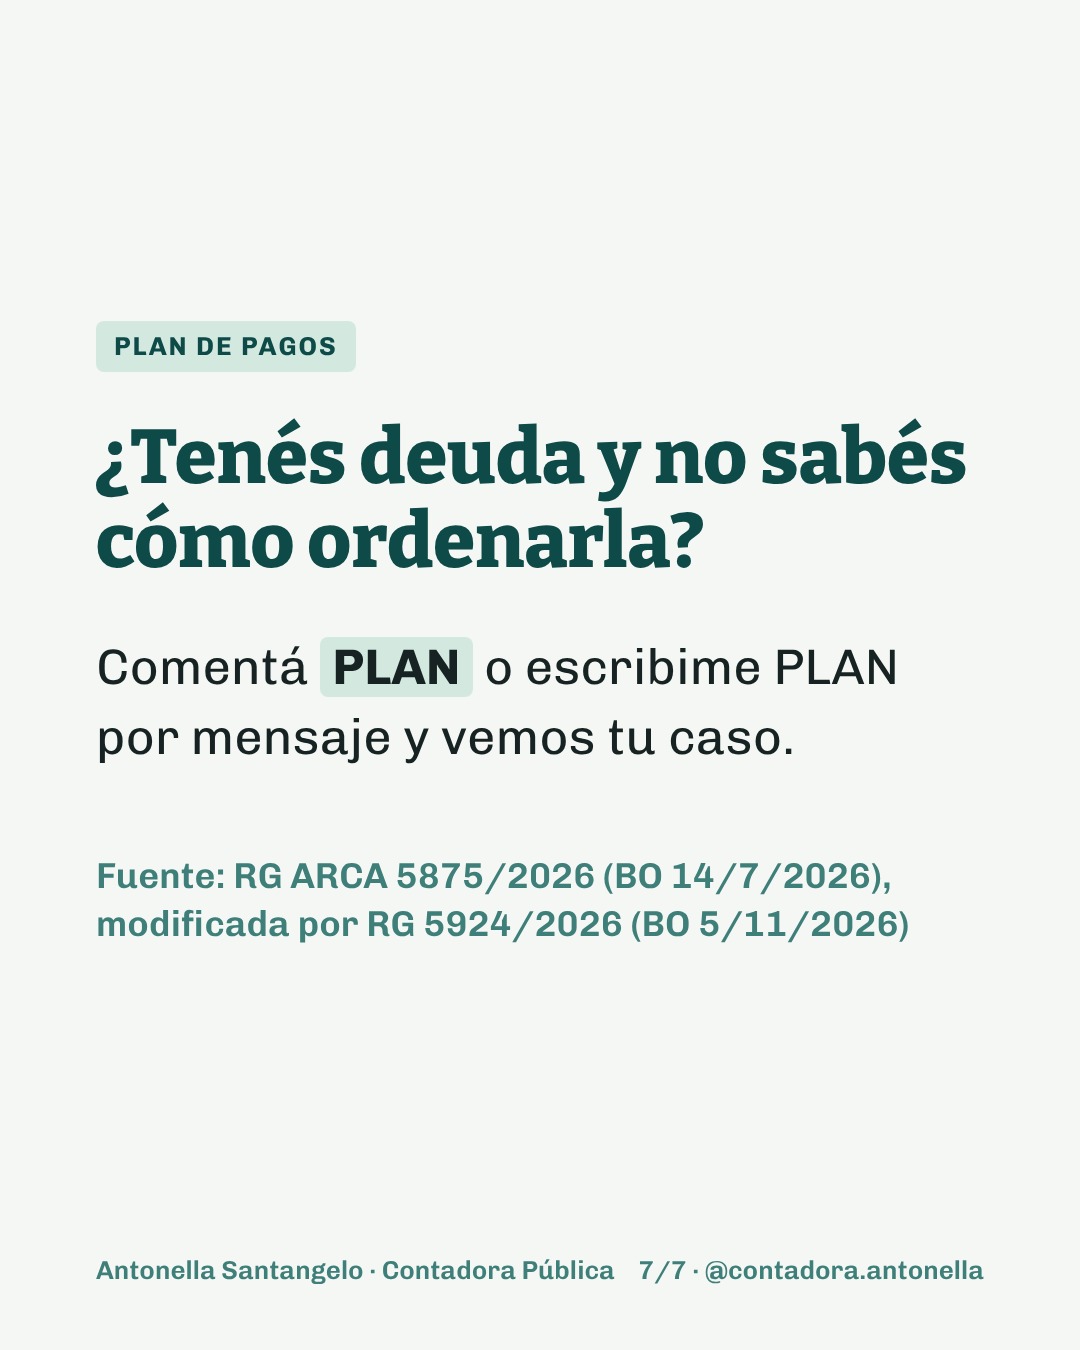 PLAN DE PAGOS
¿Tenés deuda y no sabés
cómo ordenarla?
Comentá PLAN o escribime PLAN
por mensaje y vemos tu caso.
Fuente: RG ARCA 5875/2026 (BO 14/7/2026),
modificada por RG 5924/2026 (BO 5/11/2026)
Antonella Santangelo · Contadora Pública 7/7 · @contadora.antonella